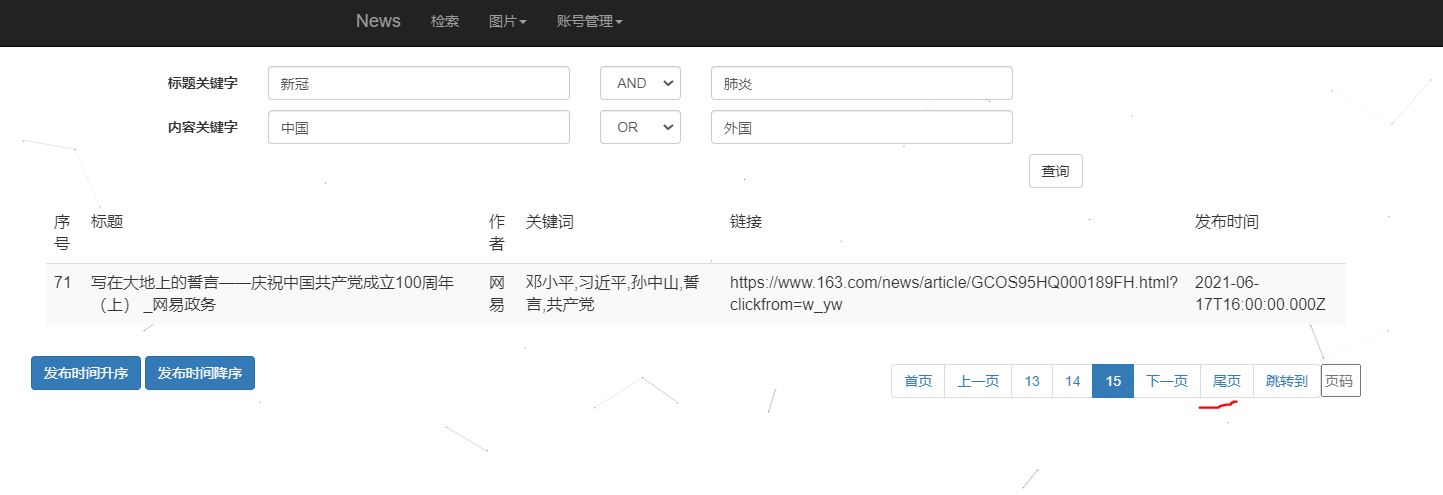 News 检索 图片 账号管理
标题关键字 新冠 AND 肺炎
内容关键字 中国 OR 外国
查询
序号 标题 作者 关键词 链接 发布时间
71 写在大地上的誓言——庆祝中国共产党成立100周年（上） _网易政务 网易 邓小平,习近平,孙中山,誓言,共产党 https://www.163.com/news/article/GCOS95HQ000189FH.html?clickfrom=w_yw 2021-06-17T16:00:00.000Z
发布时间升序 发布时间降序 首页 上一页 13 14 15 下一页 尾页 跳转到 页码